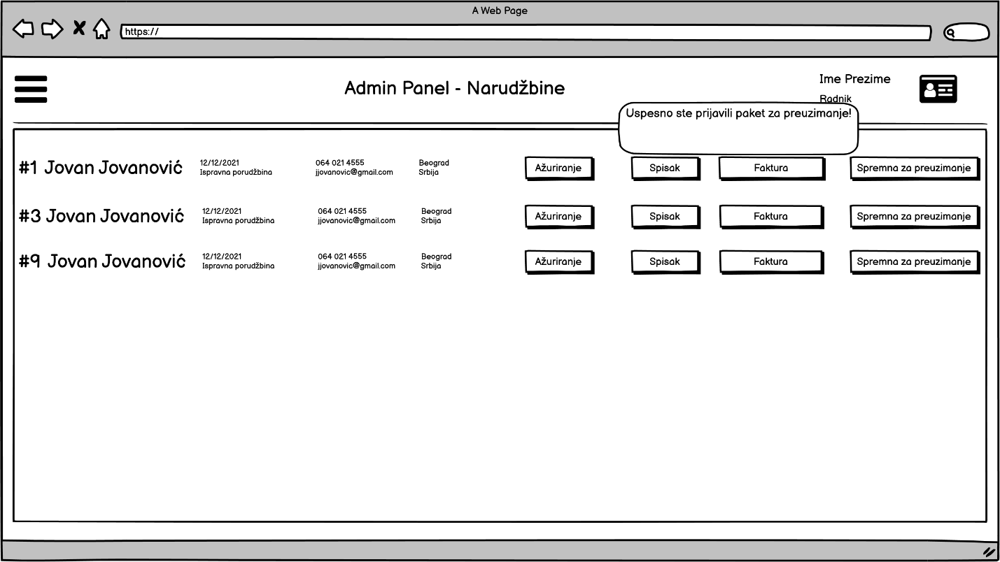 A Web Page
https://
Admin Panel - Narudžbine
Ime Prezime
Radnik
Uspesno ste prijavili paket za preuzimanje!
#1 Jovan Jovanović
12/12/2021
Ispravna porudžbina
064 021 4555
jjovanovic@gmail.com
Beograd
Srbija
Ažuriranje
Spisak
Faktura
Spremna za preuzimanje
#3 Jovan Jovanović
12/12/2021
Ispravna porudžbina
064 021 4555
jjovanovic@gmail.com
Beograd
Srbija
Ažuriranje
Spisak
Faktura
Spremna za preuzimanje
#9 Jovan Jovanović
12/12/2021
Ispravna porudžbina
064 021 4555
jjovanovic@gmail.com
Beograd
Srbija
Ažuriranje
Spisak
Faktura
Spremna za preuzimanje